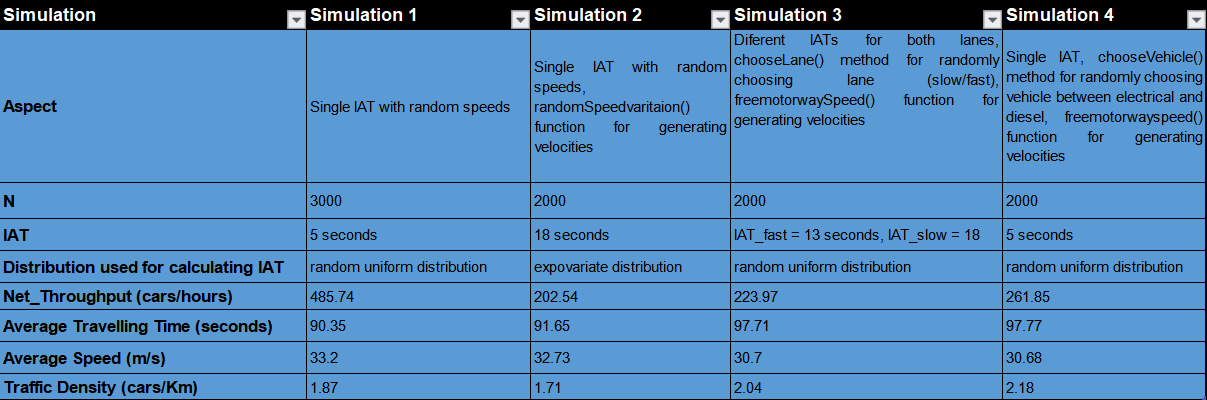 Simulation Simulation 1 Simulation 2 Simulation 3 Simulation 4
Aspect
Single IAT with random speeds
Single IAT with random
speeds,
randomSpeedvaritaion()
function for generating
velocities
Diferent IATs for both lanes,
chooseLane() method for randomly
choosing lane (slow/fast),
freemotorwaySpeed()
function for
generating velocities
Single IAT, chooseVehicle()
method for randomly choosing
vehicle between electrical and
diesel, freemotorwayspeed()
function for generating
velocities
N 3000 2000 2000 2000
IAT 5 seconds 18 seconds IAT_fast = 13 seconds, IAT_slow = 18 5 seconds
Distribution used for calculating IAT random uniform distribution expovariate distribution random uniform distribution random uniform distribution
Net_Throughput (cars/hours) 485.74 202.54 223.97 261.85
Average Travelling Time (seconds) 90.35 91.65 97.71 97.77
Average Speed (m/s) 33.2 32.73 30.7 30.68
Traffic Density (cars/Km) 1.87 1.71 2.04 2.18